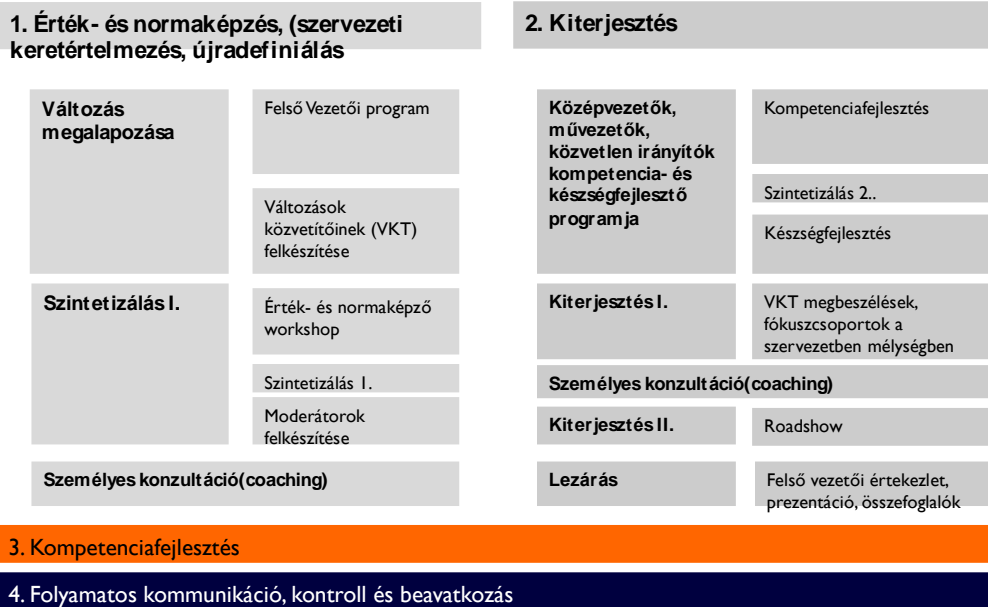 1. Érték- és normaképzés, (szervezeti
keretértelmezés, újradefiniálás
Változás
megalapozása
Felső Vezetői program
Változások
közvetítőinek (VKT)
felkészítése
Szintetizálás I.
Érték- és normaképző
workshop
Szintetizálás 1.
Moderátorok
felkészítése
Személyes konzultáció(coaching)
2. Kiterjesztés
Középvezetők,
művezetők,
közvetlen irányítók
kompetencia- és
készségfejlesztő
programja
Kompetenciafejlesztés
Szintetizálás 2..
Készségfejlesztés
Kiterjesztés I.
VKT megbeszélések,
fókuszcsoportok a
szervezetben mélységben
Személyes konzultáció(coaching)
Kiterjesztés II.
Roadshow
Lezárás
Felső vezetői értekezlet,
prezentáció, összefoglalók
3. Kompetenciafejlesztés
4. Folyamatos kommunikáció, kontroll és beavatkozás